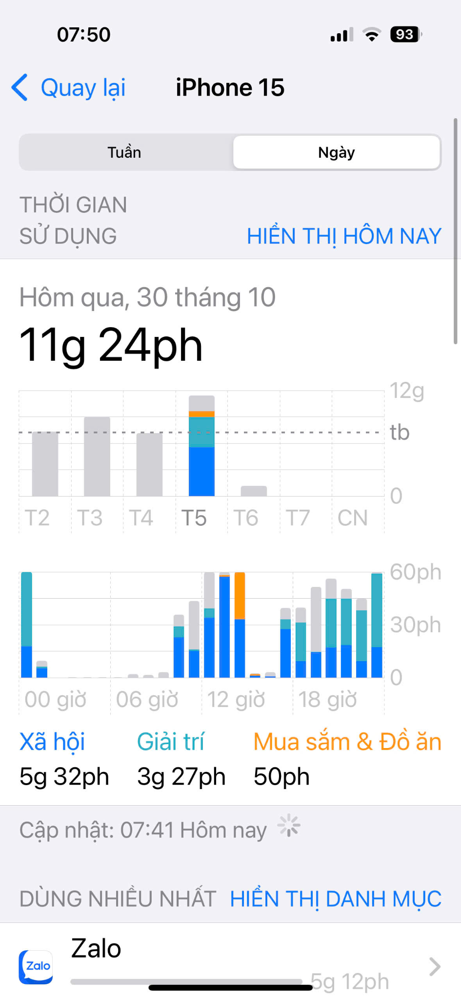 07:50
93
Quay lại
iPhone 15
Tuần
Ngày
THỜI GIAN
SỬ DỤNG
HIỂN THỊ HÔM NAY
Hôm qua, 30 tháng 10
11g 24ph
12g
tb
0
T2 T3 T4 T5 T6 T7 CN
60ph
30ph
0
00 giờ 06 giờ 12 giờ 18 giờ
Xã hội Giải trí Mua sắm & Đồ ăn
5g 32ph 3g 27ph 50ph
Cập nhật: 07:41 Hôm nay
DÙNG NHIỀU NHẤT HIỂN THỊ DANH MỤC
Zalo
Zalo
5g 12ph